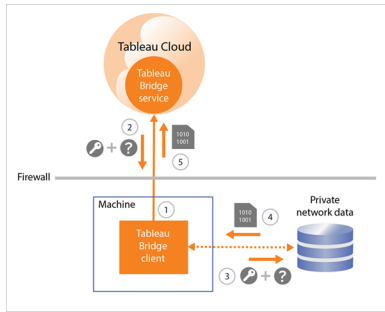 Tableau Cloud
Tableau
Bridge
service
2
+ ?
1010
1001
5
Firewall
Machine
1
1010
1001
4
Private
network data
Tableau
Bridge
client
3
+ ?